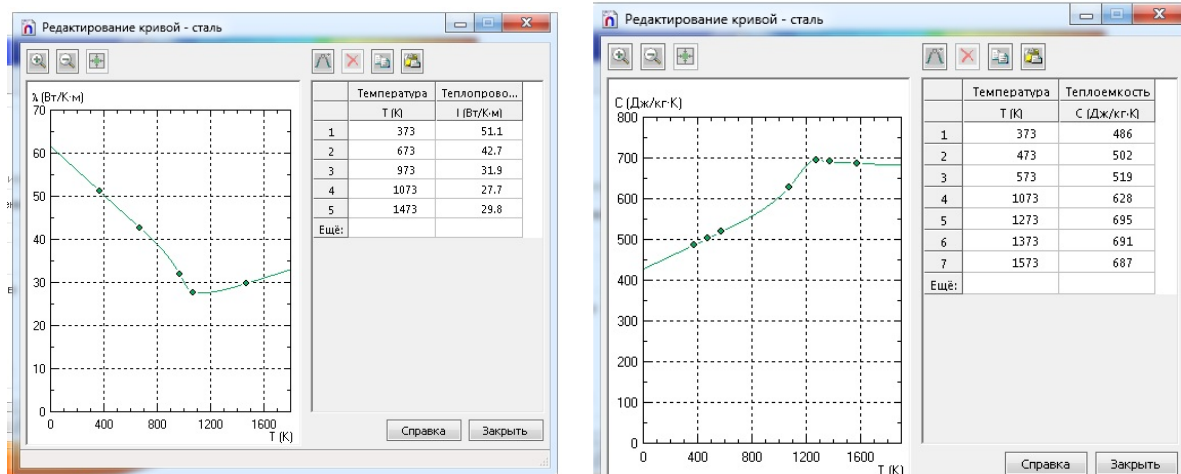 Редактирование кривой - сталь
λ (Вт/К·м)
70
60
50
40
30
20
10
0
0 400 800 1200 1600
T (K)
Температура Теплопрово...
T (K) l (Вт/К·м)
1 373 51.1
2 673 42.7
3 973 31.9
4 1073 27.7
5 1473 29.8
Ещё:
Справка Закрыть
Редактирование кривой - сталь
C (Дж/кг·К)
800
700
600
500
400
300
200
100
0
0 400 800 1200 1600
T (K)
Температура Теплоемкость
T (K) C (Дж/кг·К)
1 373 486
2 473 502
3 573 519
4 1073 628
5 1273 695
6 1373 691
7 1573 687
Ещё:
Справка Закрыть